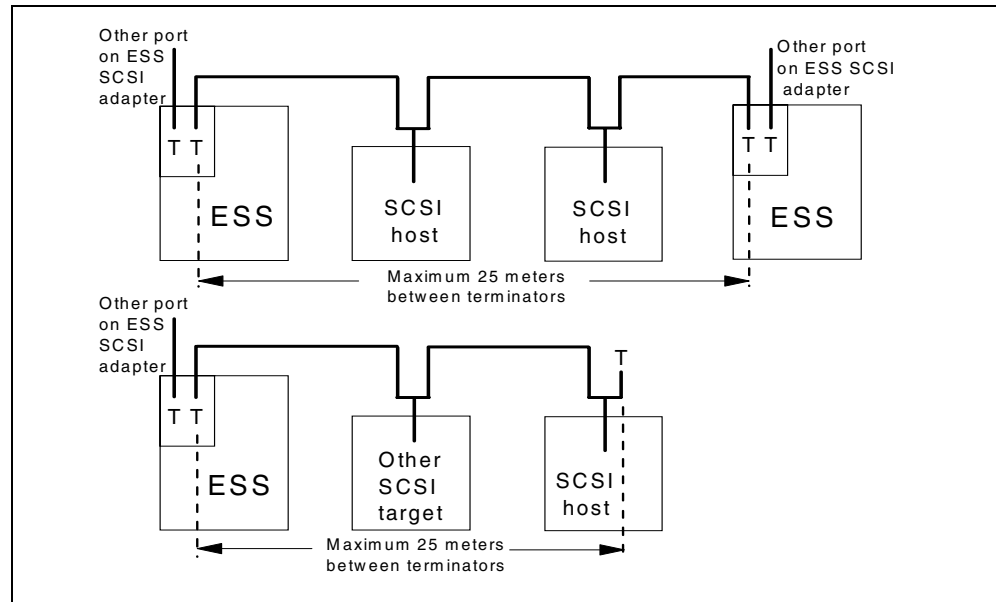 Other port
on ESS
SCSI
adapter
Other port
on ESS SCSI
adapter
T T
T T
ESS
SCSI
host
SCSI
host
ESS
Maximum 25 meters
between terminators
Other port
on ESS
SCSI
adapter
T
T T
ESS
Other
SCSI
target
SCSI
host
Maximum 25 meters
between terminators